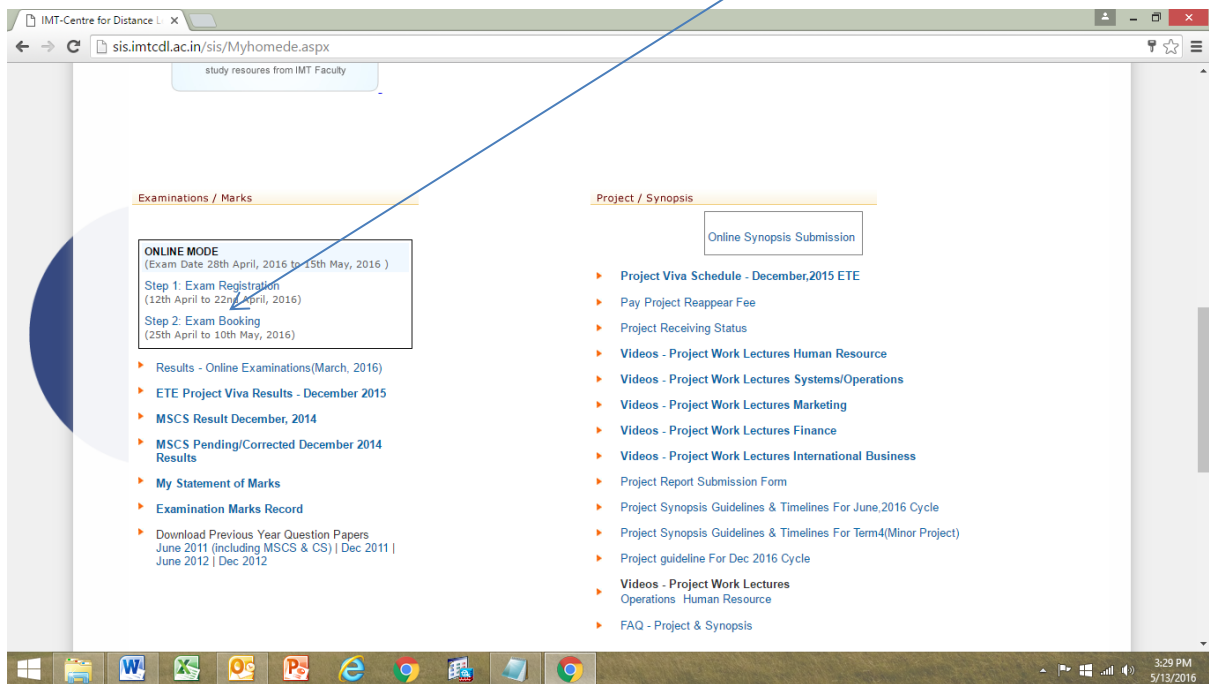 IMT-Centre for Distance L
sis.imtcdl.ac.in/sis/Myhomede.aspx
study resoures from IMT Faculty
Examinations / Marks
ONLINE MODE
(Exam Date 28th April, 2016 to 15th May, 2016 )
Step 1: Exam Registration
(12th April to 22nd April, 2016)
Step 2: Exam Booking
(25th April to 10th May, 2016)
Results - Online Examinations(March, 2016)
ETE Project Viva Results - December 2015
MSCS Result December, 2014
MSCS Pending/Corrected December 2014
Results
My Statement of Marks
Examination Marks Record
Download Previous Year Question Papers
June 2011 (including MSCS & CS) | Dec 2011 |
June 2012 | Dec 2012
Project / Synopsis
Online Synopsis Submission
Project Viva Schedule - December,2015 ETE
Pay Project Reappear Fee
Project Receiving Status
Videos - Project Work Lectures Human Resource
Videos - Project Work Lectures Systems/Operations
Videos - Project Work Lectures Marketing
Videos - Project Work Lectures Finance
Videos - Project Work Lectures International Business
Project Report Submission Form
Project Synopsis Guidelines & Timelines For June,2016 Cycle
Project Synopsis Guidelines & Timelines For Term4(Minor Project)
Project guideline For Dec 2016 Cycle
Videos - Project Work Lectures
Operations Human Resource
FAQ - Project & Synopsis
3:29 PM
5/13/2016